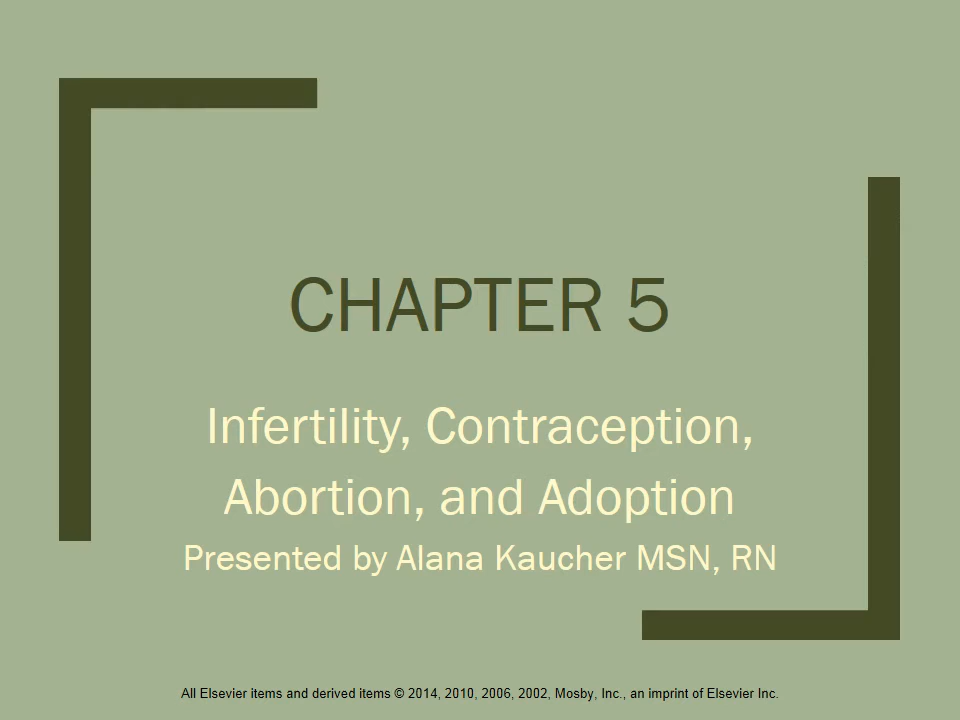 CHAPTER 5
Infertility, Contraception,
Abortion, and Adoption
Presented by Alana Kaucher MSN, RN
All Elsevier items and derived items © 2014, 2010, 2006, 2002, Mosby, Inc., an imprint of Elsevier Inc.